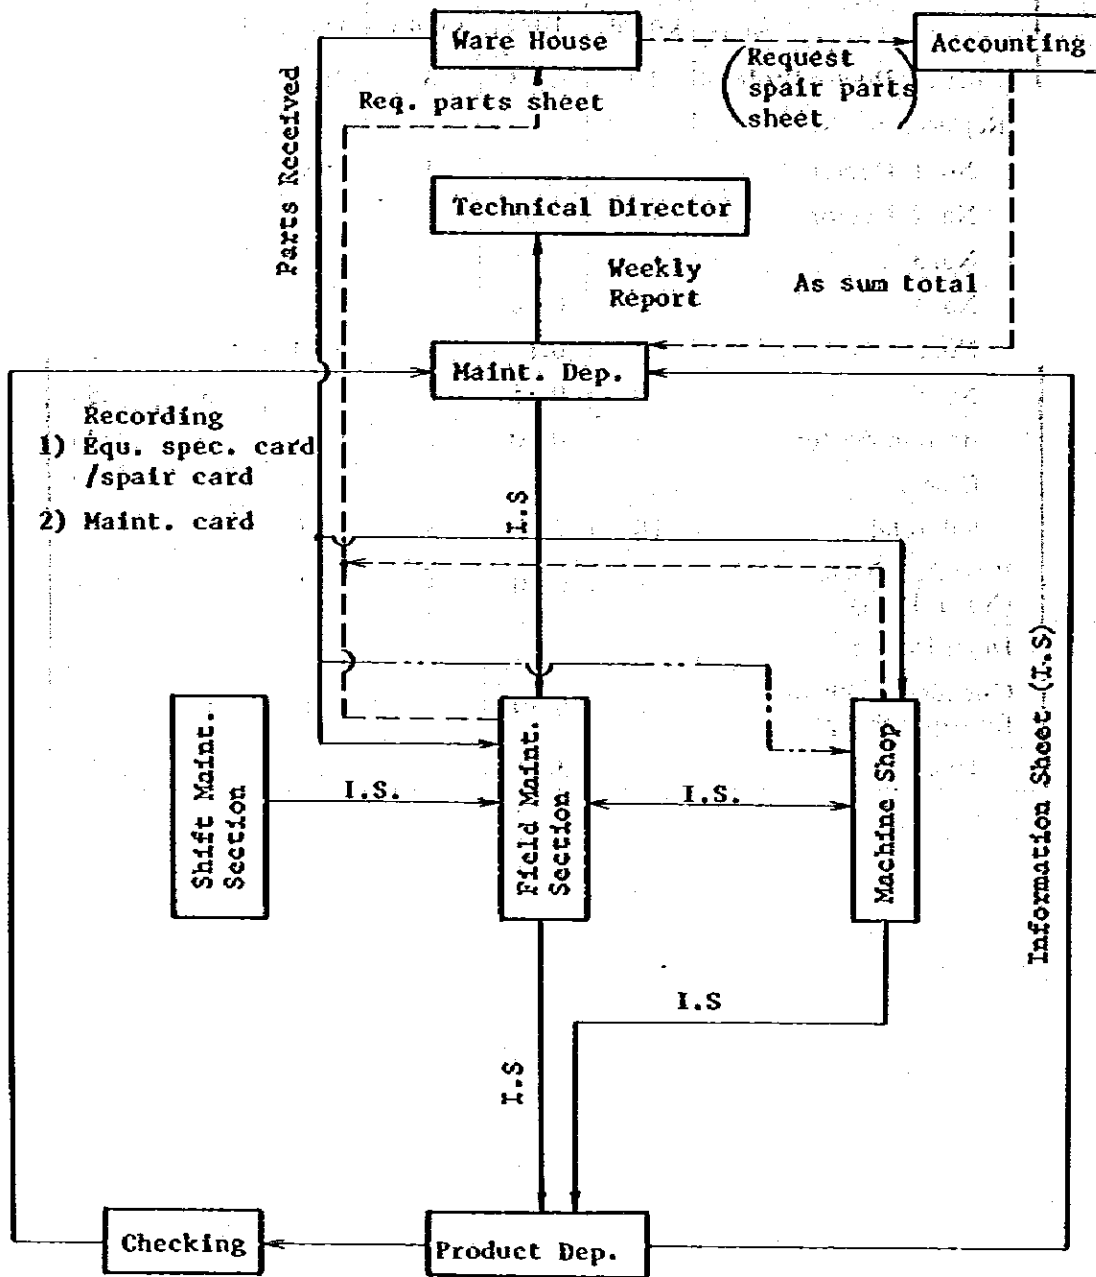 Ware House
Accounting
(Request
spair parts
sheet)
Req. parts sheet
Parts Received
Technical Director
Weekly
Report
As sum total
Maint. Dep.
Recording
1) Equ. spec. card
/spair card
2) Maint. card
I.S
Shift Maint.
Section
I.S.
Field Maint.
Section
I.S.
Machine Shop
Information Sheet (I.S)
I.S
I.S
Checking
Product Dep.